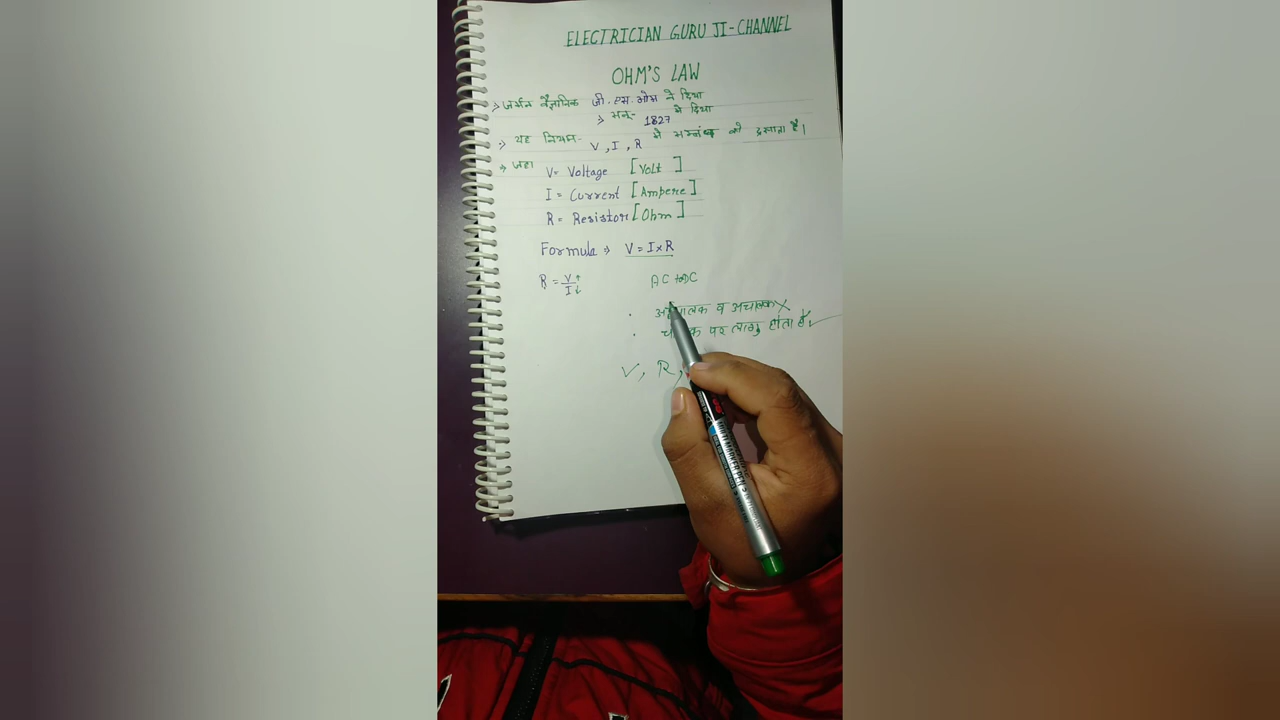 ELECTRICIAN GURU JI-CHANNEL
OHM'S LAW
→ जर्मन वैज्ञानिक जी.एस.ओम ने दिया
→ सन्- 1827 में दिया
→ यह नियम- V, I, R में सम्बंध को दर्शाता है।
→ जहा V= Voltage [Volt]
I = Current [Ampere]
R = Resistor [Ohm]
Formula → V = I×R
R = V↑/I↓
AC DC
· व अचालक X
· पर लागु होता है। ✓
V, R,